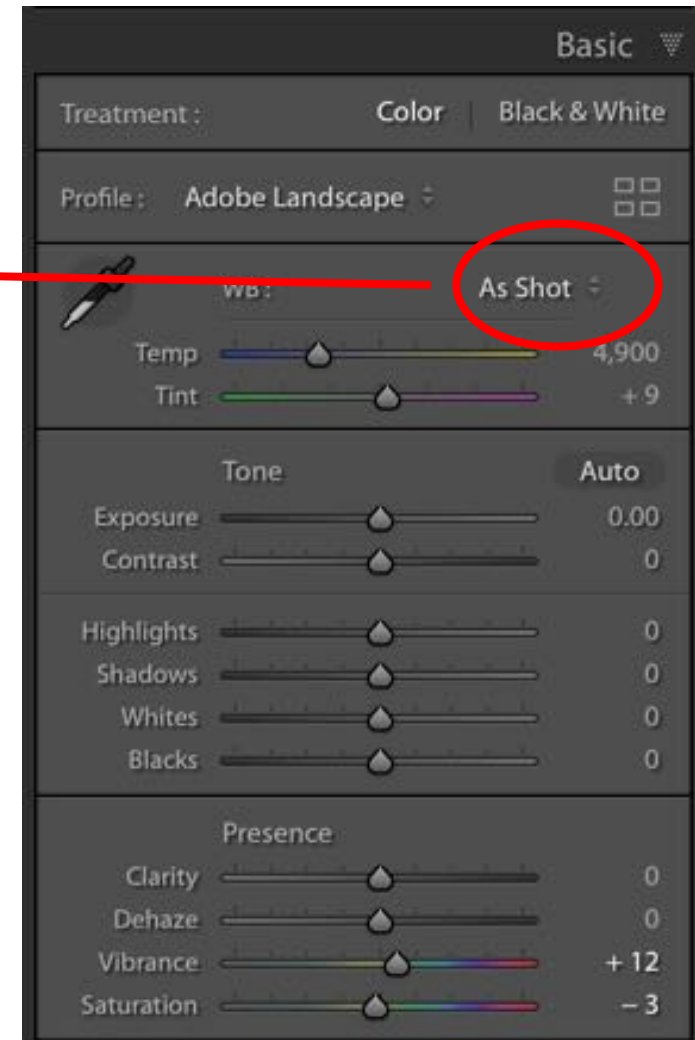 Basic
Treatment : Color | Black & White
Profile : Adobe Landscape
WB : As Shot
Temp 4,900
Tint + 9
Tone Auto
Exposure 0.00
Contrast 0
Highlights 0
Shadows 0
Whites 0
Blacks 0
Presence
Clarity 0
Dehaze 0
Vibrance + 12
Saturation – 3